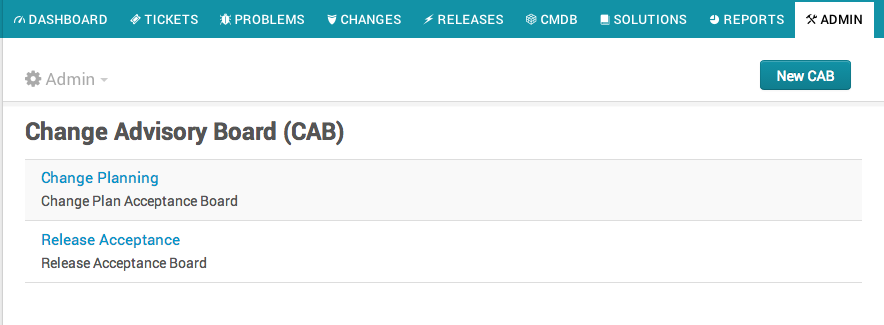 DASHBOARD TICKETS PROBLEMS CHANGES RELEASES CMDB SOLUTIONS REPORTS ADMIN
Admin
New CAB
Change Advisory Board (CAB)
Change Planning
Change Plan Acceptance Board
Release Acceptance
Release Acceptance Board